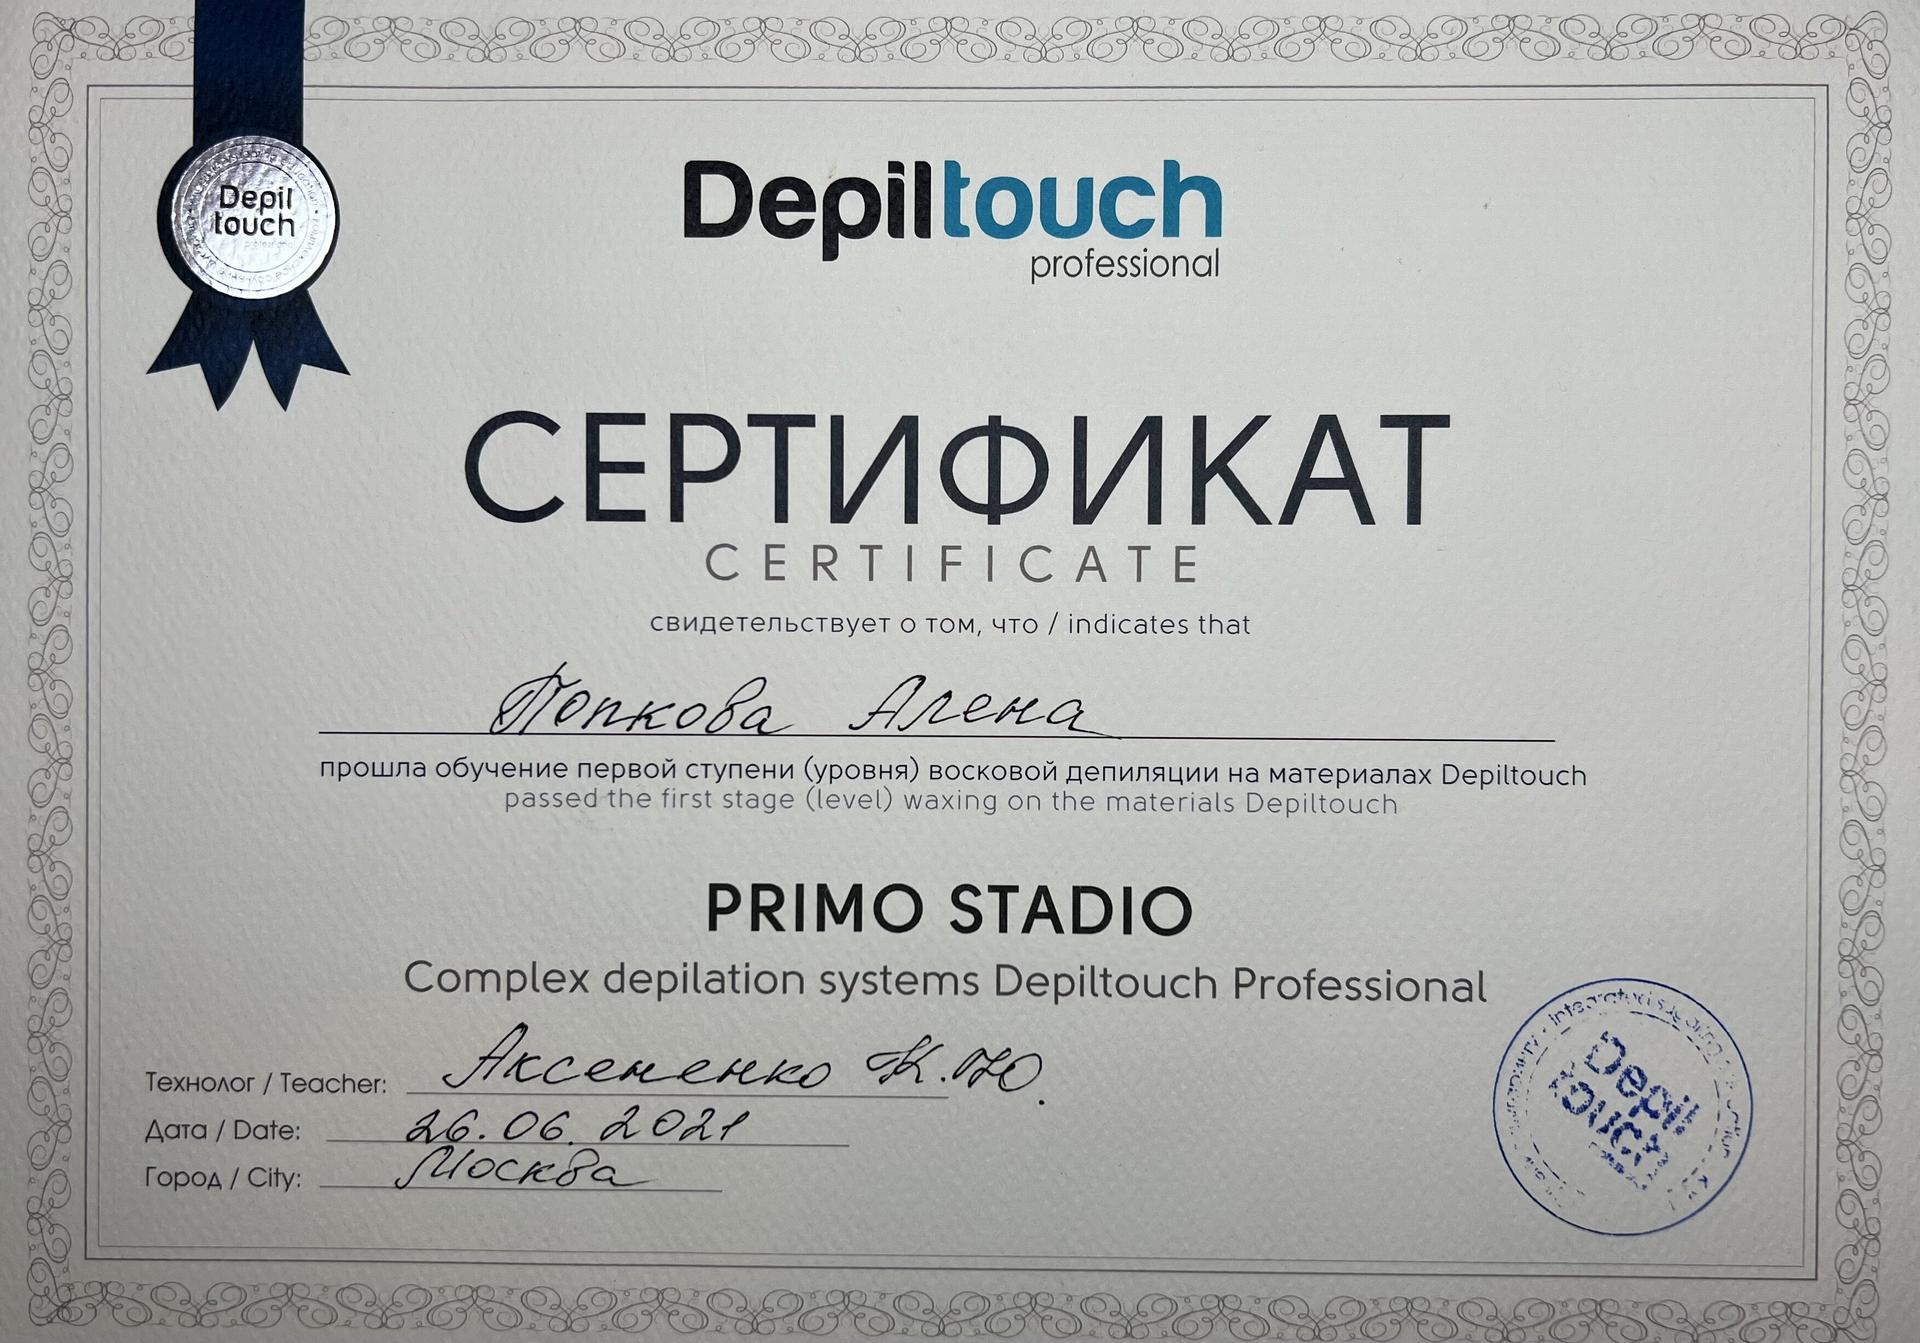 Depil
touch
Depiltouch
professional
СЕРТИФИКАТ
CERTIFICATE
свидетельствует о том, что / indicates that
Попкова Алена
прошла обучение первой ступени (уровня) восковой депиляции на материалах Depiltouch
passed the first stage (level) waxing on the materials Depiltouch
PRIMO STADIO
Complex depilation systems Depiltouch Professional
Технолог / Teacher: Аксененко К.Ю.
Дата / Date: 26.06.2021
Город / City: Москва
Depil
touch